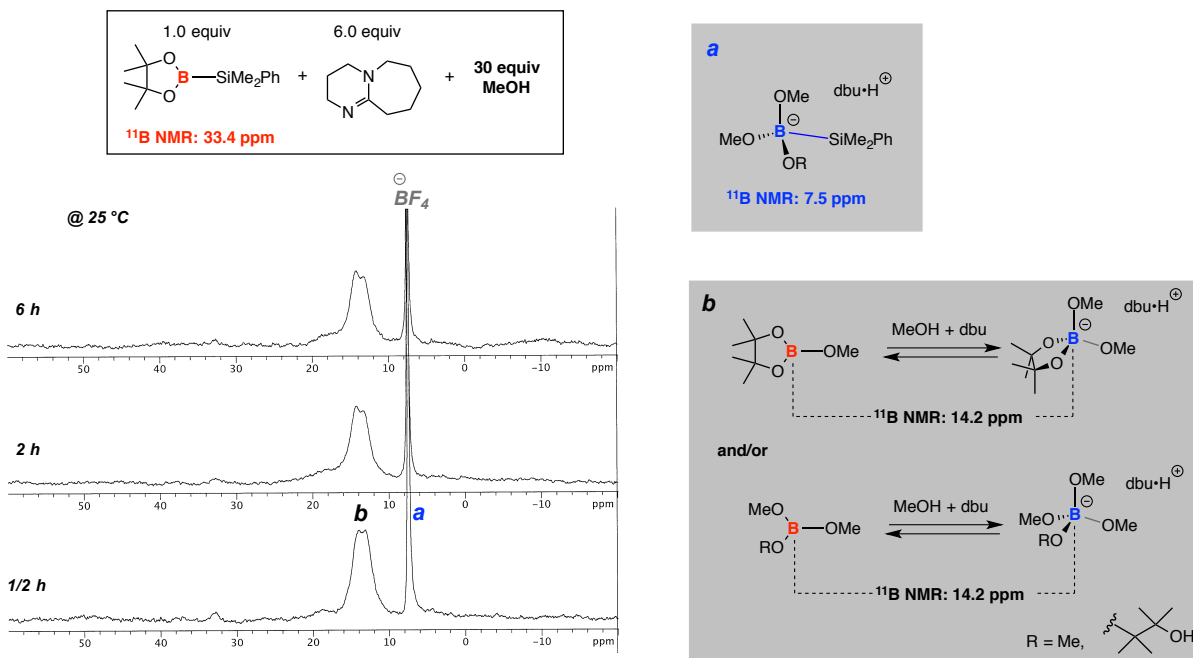 1.0 equiv
6.0 equiv
O
B
SiMe2Ph
O
+
N
N
+
30 equiv
MeOH
11B NMR: 33.4 ppm
⊖
BF4
@ 25 °C
6 h
50 40 30 20 10 0 -10 ppm
2 h
50 40 30 20 10 0 -10 ppm
b
a
1/2 h
50 40 30 20 10 0 -10 ppm
a
dbu•H⊕
OMe
⊖
MeO
B
SiMe2Ph
OR
11B NMR: 7.5 ppm
b
dbu•H⊕
O
B
OMe
O
MeOH + dbu
OMe
⊖
O
B
OMe
O
11B NMR: 14.2 ppm
and/or
dbu•H⊕
MeO
B
OMe
RO
MeOH + dbu
OMe
⊖
MeO
B
OMe
RO
11B NMR: 14.2 ppm
R = Me,
OH